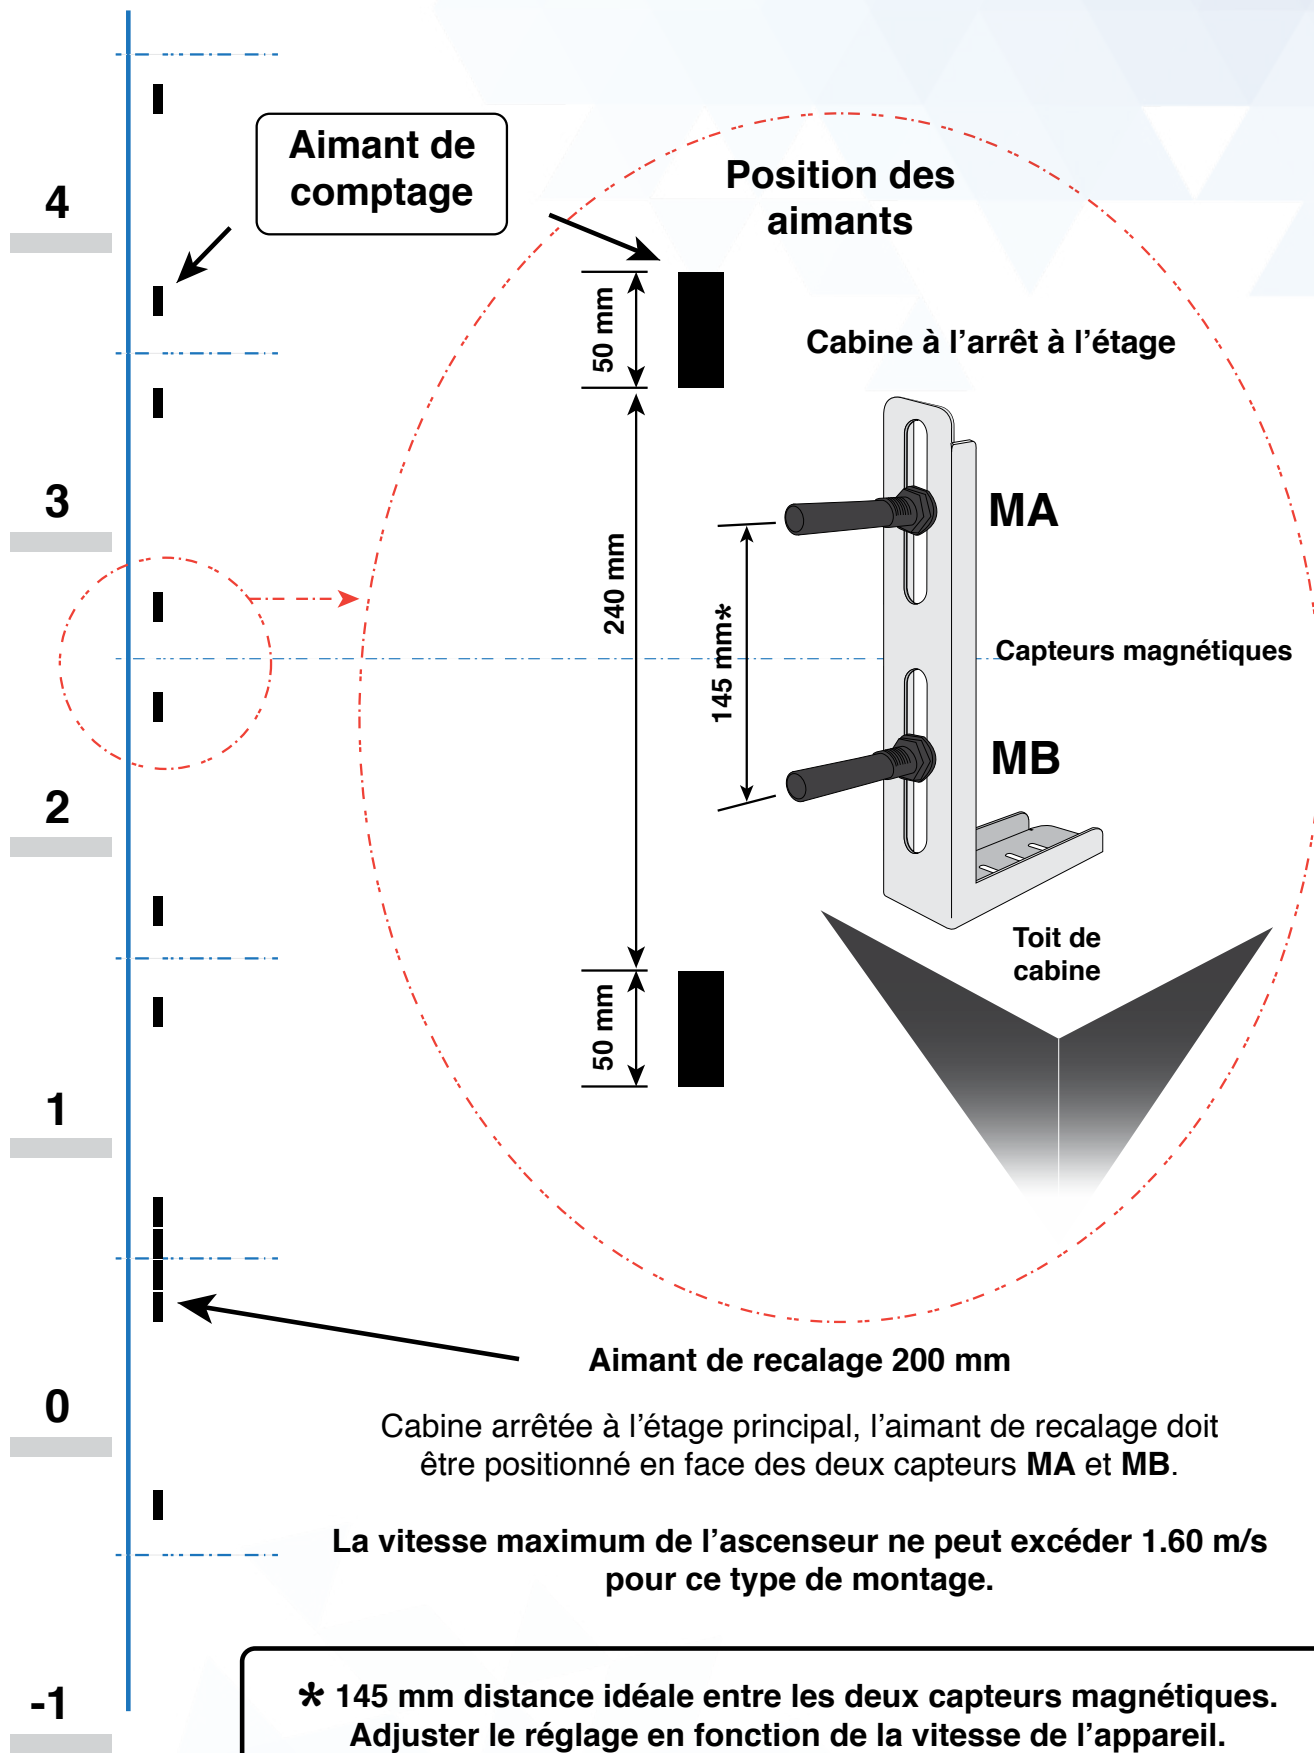 Aimant de
comptage
Position des
aimants
4
50 mm
Cabine à l’arrêt à l’étage
3
MA
240 mm
145 mm*
Capteurs magnétiques
MB
2
Toit de
cabine
50 mm
1
Aimant de recalage 200 mm
0
Cabine arrêtée à l’étage principal, l’aimant de recalage doit
être positionné en face des deux capteurs MA et MB.
La vitesse maximum de l’ascenseur ne peut excéder 1.60 m/s
pour ce type de montage.
-1
* 145 mm distance idéale entre les deux capteurs magnétiques.
Adjuster le réglage en fonction de la vitesse de l’appareil.